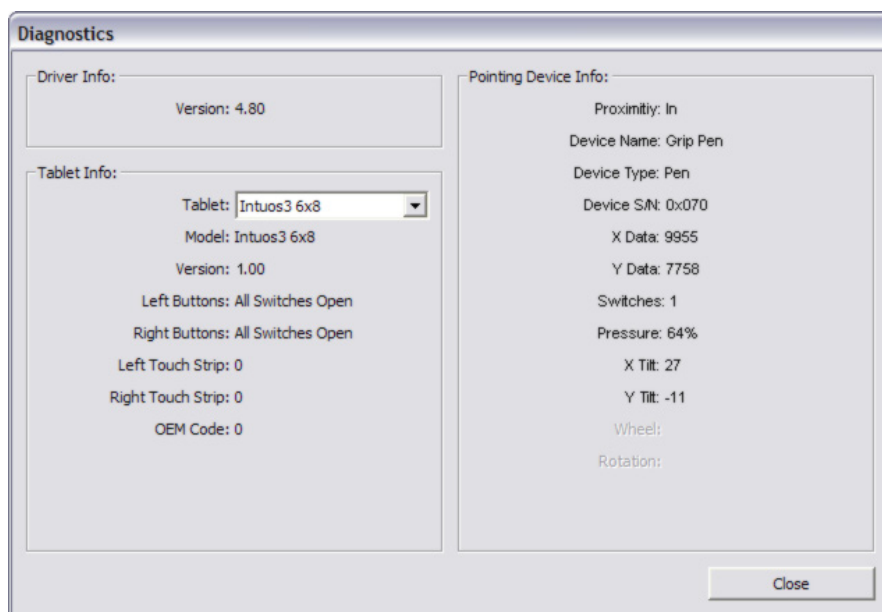 Diagnostics
Driver Info:
Version: 4.80
Tablet Info:
Tablet: Intuos3 6x8
Model: Intuos3 6x8
Version: 1.00
Left Buttons: All Switches Open
Right Buttons: All Switches Open
Left Touch Strip: 0
Right Touch Strip: 0
OEM Code: 0
Pointing Device Info:
Proximitiy: In
Device Name: Grip Pen
Device Type: Pen
Device S/N: 0x070
X Data: 9955
Y Data: 7758
Switches: 1
Pressure: 64%
X Tilt: 27
Y Tilt: -11
Wheel:
Rotation:
Close